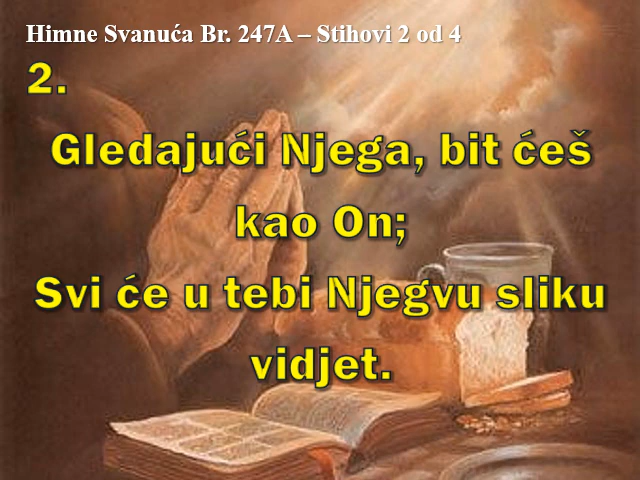 Himne Svanuća Br. 247A – Stihovi 2 od 4
2.
Gledajući Njega, bit ćeš
kao On;
Svi će u tebi Njegvu sliku
vidjet.